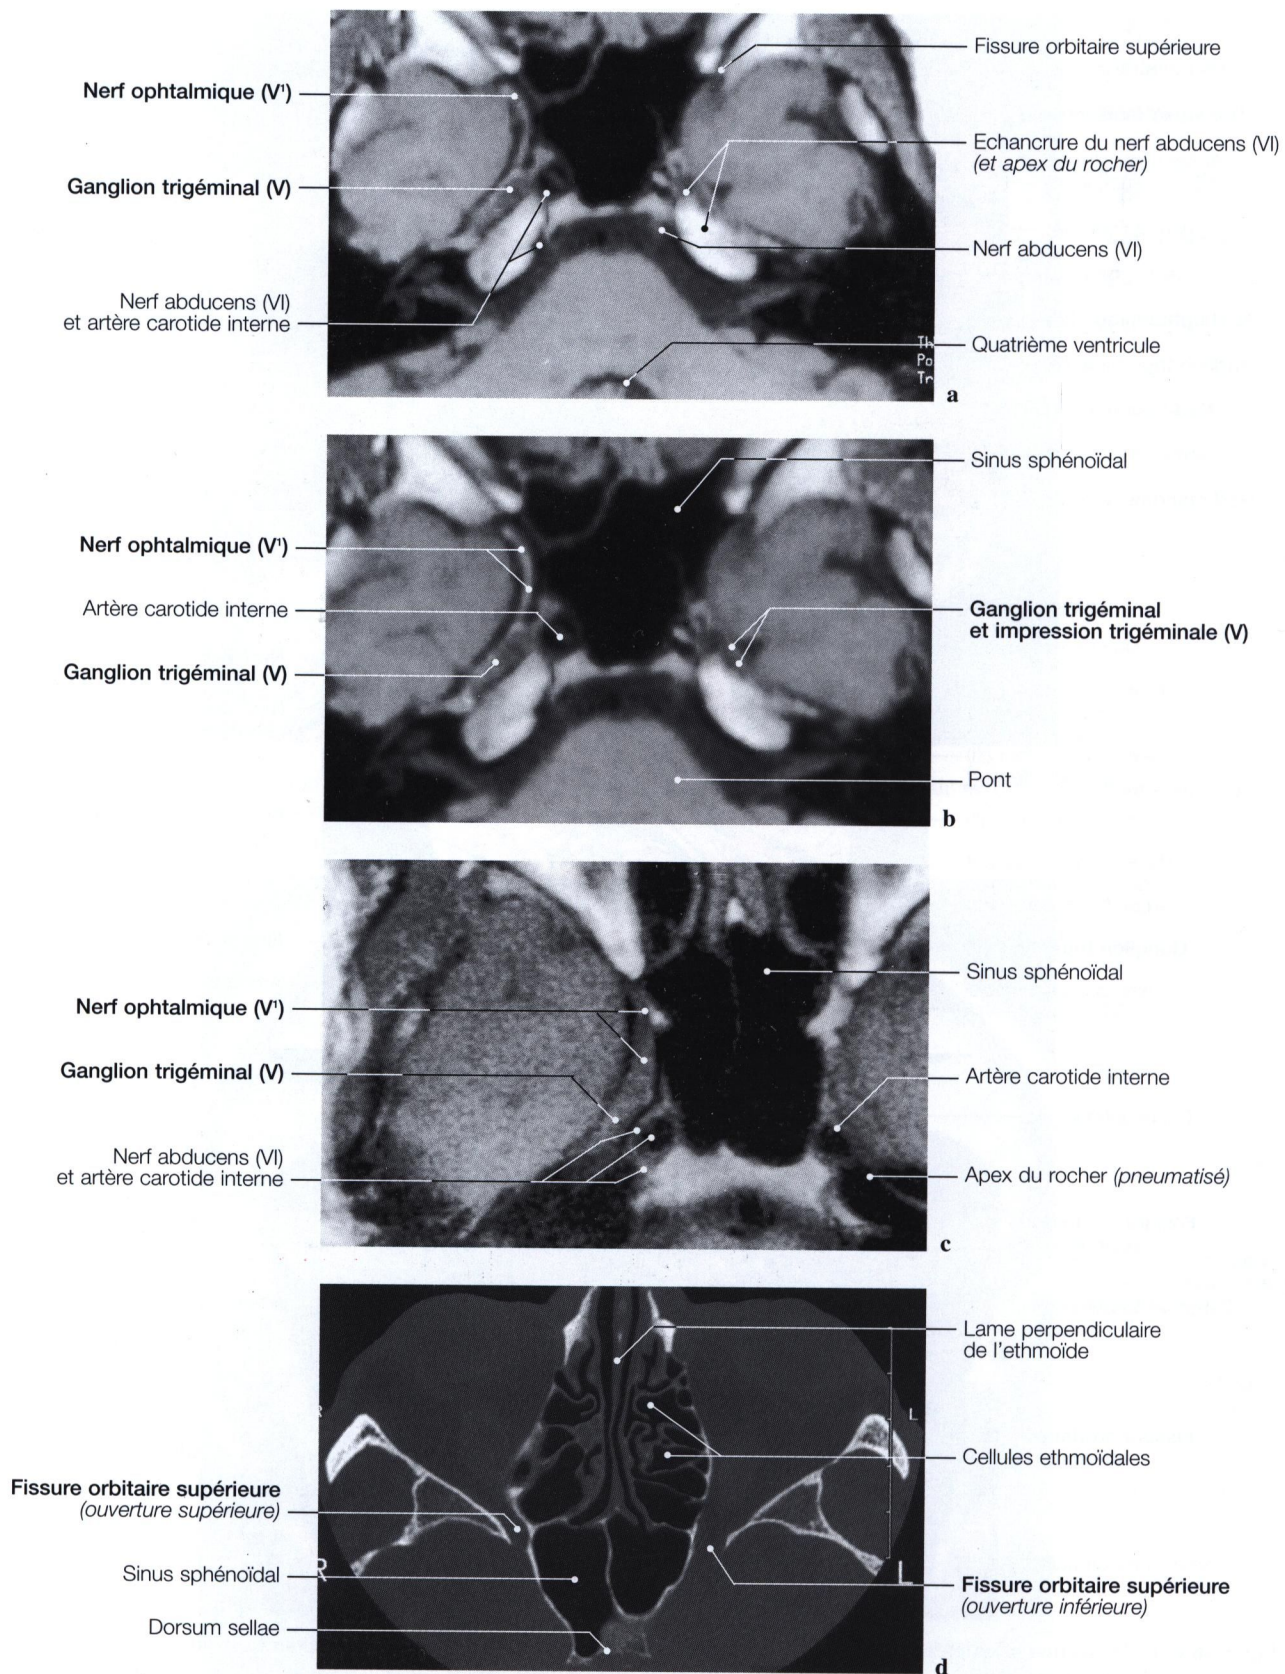 Fissure orbitaire supérieure
Nerf ophtalmique (V¹)
Echancrure du nerf abducens (VI)
(et apex du rocher)
Ganglion trigéminal (V)
Nerf abducens (VI)
Nerf abducens (VI)
et artère carotide interne
Quatrième ventricule
Th
Po
Tr
a
Sinus sphénoïdal
Nerf ophtalmique (V¹)
Artère carotide interne
Ganglion trigéminal
et impression trigéminale (V)
Ganglion trigéminal (V)
Pont
b
Sinus sphénoïdal
Nerf ophtalmique (V¹)
Ganglion trigéminal (V)
Artère carotide interne
Nerf abducens (VI)
et artère carotide interne
Apex du rocher (pneumatisé)
c
Lame perpendiculaire
de l'ethmoïde
R
L
Cellules ethmoïdales
Fissure orbitaire supérieure
(ouverture supérieure)
Sinus sphénoïdal
R
L
Fissure orbitaire supérieure
(ouverture inférieure)
Dorsum sellae
d